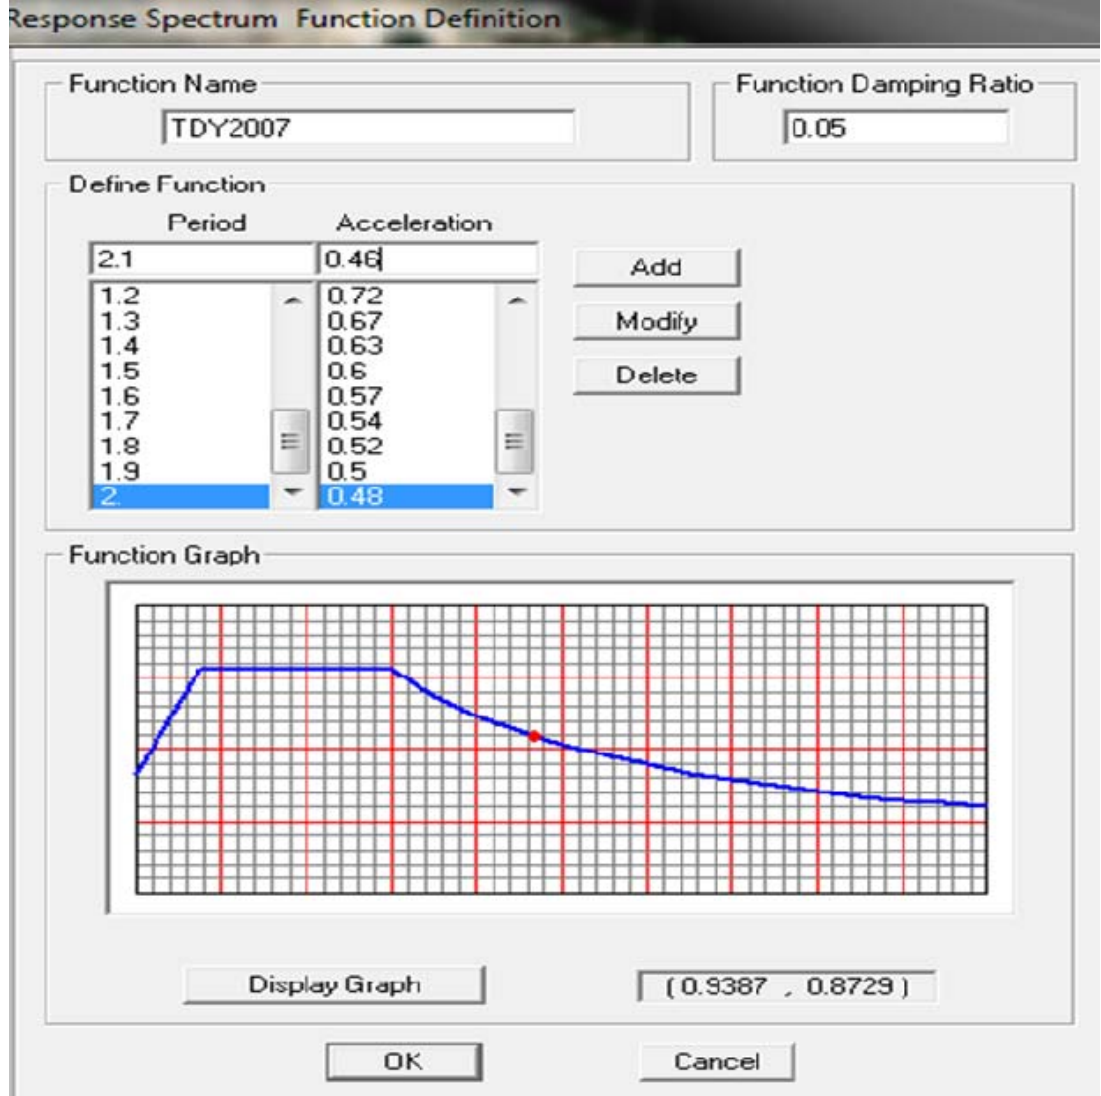 Response Spectrum Function Definition
Function Name
Function Damping Ratio
TDY2007
0.05
Define Function
Period Acceleration
2.1 0.46
Add
1.2 0.72
1.3 0.67
Modify
1.4 0.63
1.5 0.6
Delete
1.6 0.57
1.7 0.54
1.8 0.52
1.9 0.5
2. 0.48
Function Graph
Display Graph
( 0.9387 , 0.8729 )
OK
Cancel